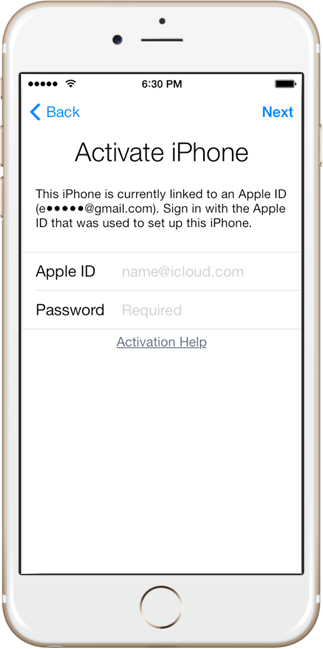 6:30 PM
Back
Next
Activate iPhone
This iPhone is currently linked to an Apple ID
(e●●●●●@gmail.com). Sign in with the Apple
ID that was used to set up this iPhone.
Apple ID name@icloud.com
Password Required
Activation Help